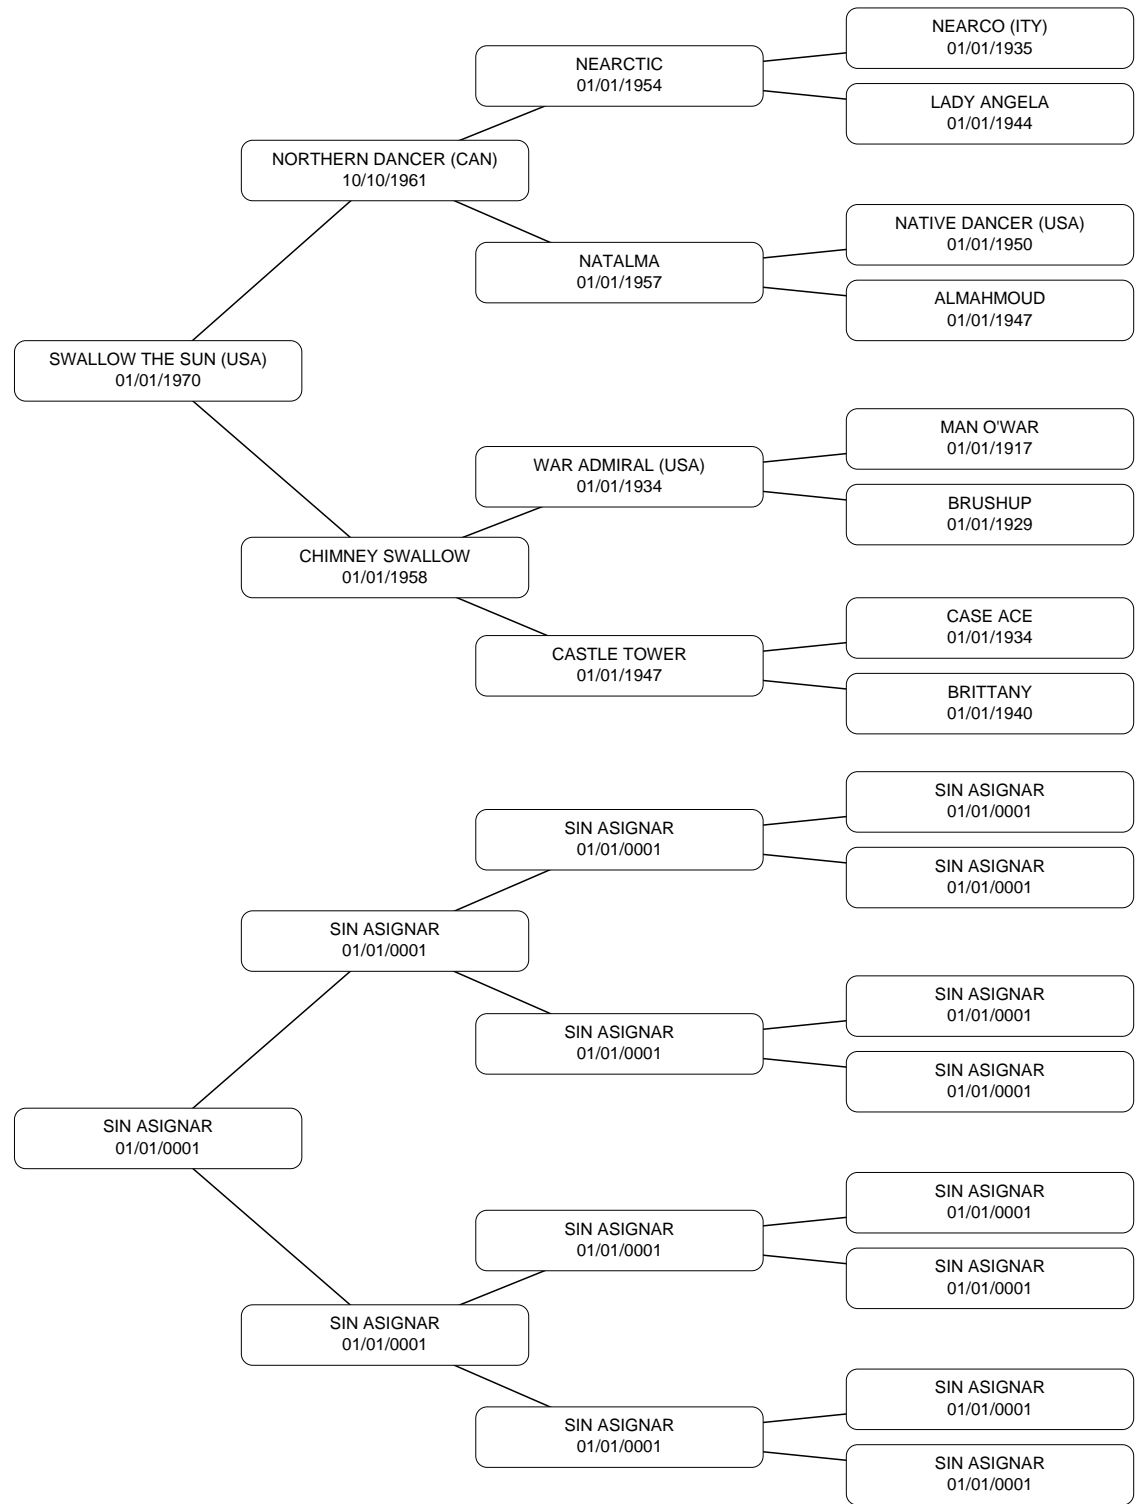 NEARCO (ITY)
01/01/1935
NEARCTIC
01/01/1954
LADY ANGELA
01/01/1944
NORTHERN DANCER (CAN)
10/10/1961
NATIVE DANCER (USA)
01/01/1950
NATALMA
01/01/1957
ALMAHMOUD
01/01/1947
SWALLOW THE SUN (USA)
01/01/1970
MAN O'WAR
01/01/1917
WAR ADMIRAL (USA)
01/01/1934
BRUSHUP
01/01/1929
CHIMNEY SWALLOW
01/01/1958
CASE ACE
01/01/1934
CASTLE TOWER
01/01/1947
BRITTANY
01/01/1940
SIN ASIGNAR
01/01/0001
SIN ASIGNAR
01/01/0001
SIN ASIGNAR
01/01/0001
SIN ASIGNAR
01/01/0001
SIN ASIGNAR
01/01/0001
SIN ASIGNAR
01/01/0001
SIN ASIGNAR
01/01/0001
SIN ASIGNAR
01/01/0001
SIN ASIGNAR
01/01/0001
SIN ASIGNAR
01/01/0001
SIN ASIGNAR
01/01/0001
SIN ASIGNAR
01/01/0001
SIN ASIGNAR
01/01/0001
SIN ASIGNAR
01/01/0001
SIN ASIGNAR
01/01/0001